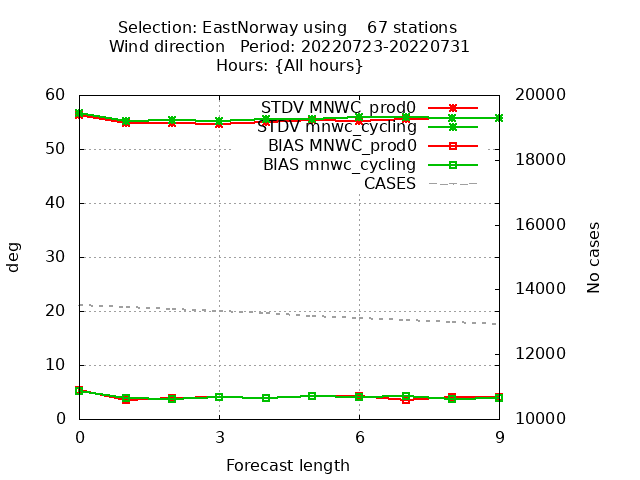 Selection: EastNorway using    67 stations
Wind direction   Period: 20220723-20220731
Hours: {All hours}
60
50
40
30
20
10
0
20000
18000
16000
14000
12000
10000
deg
No cases
STDV MNWC_prod0
STDV mnwc_cycling
BIAS MNWC_prod0
BIAS mnwc_cycling
CASES
0 3 6 9
Forecast length